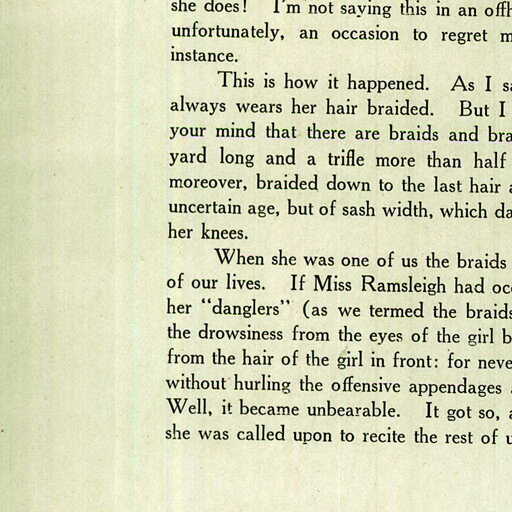 she does! I'm not saying this in an
unfortunately, an occasion to regret
instance.
This is how it happened. As I
always wears her hair braided. But I
your mind that there are braids and
yard long and a trifle more than half
moreover, braided down to the last hair
uncertain age, but of sash width, which
her knees.
When she was one of us the braids
of our lives. If Miss Ramsleigh had
her "danglers" (as we termed the braids
the drowsiness from the eyes of the girl
from the hair of the girl in front: for
without hurling the offensive appendages
Well, it became unbearable. It got so,
she was called upon to recite the rest of